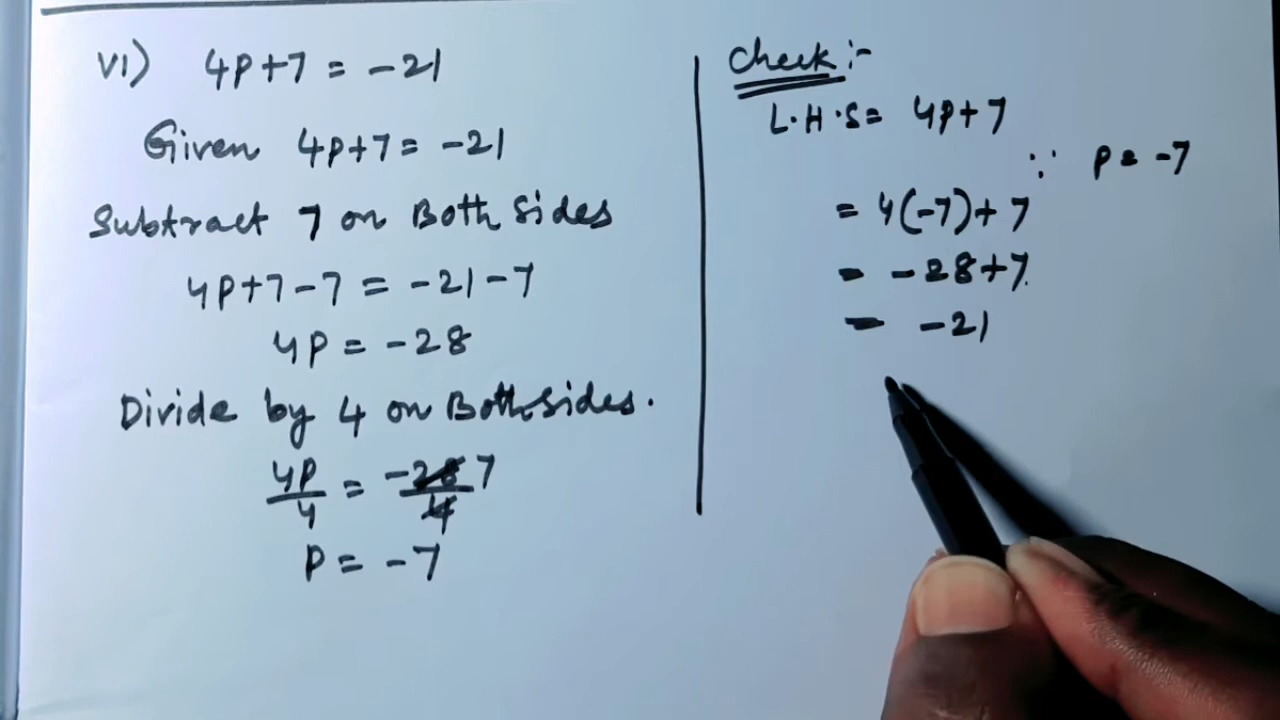 VI) 4P+7 = -21
Given 4P+7 = -21
Subtract 7 on Both Sides
4P+7-7 = -21-7
4P = -28
Divide by 4 on Both Sides.
4P/4 = -28/4 7
P = -7
Check :-
L.H.S = 4P+7
∵ P = -7
= 4(-7)+7
= -28+7
= -21